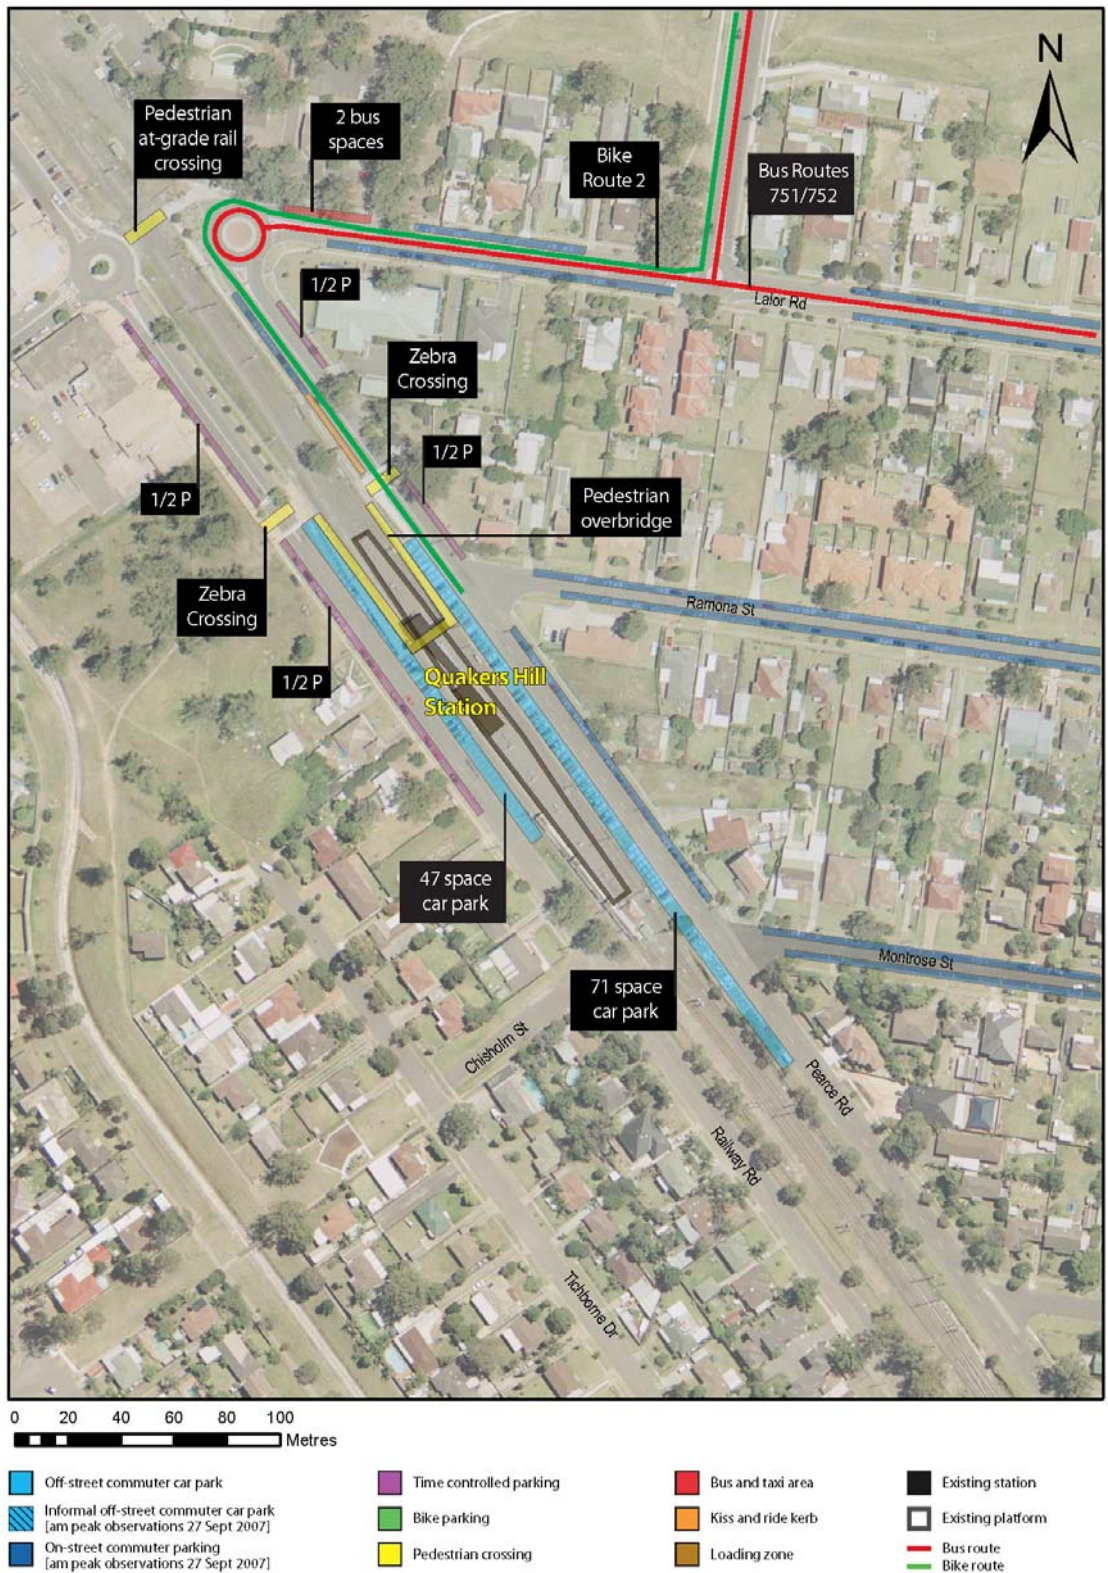 N
Pedestrian
at-grade rail
crossing
2 bus
spaces
Bike
Route 2
Bus Routes
751/752
1/2 P
Lalor Rd
Zebra
Crossing
1/2 P
1/2 P
Pedestrian
overbridge
Zebra
Crossing
Ramona St
1/2 P
Quakers Hill
Station
47 space
car park
Montrose St
71 space
car park
Chisholm St
Pearce Rd
Railway Rd
Tichborne Dr
0 20 40 60 80 100
Metres
Off-street commuter car park
Informal off-street commuter car park
[am peak observations 27 Sept 2007]
On-street commuter parking
[am peak observations 27 Sept 2007]
Time controlled parking
Bike parking
Pedestrian crossing
Bus and taxi area
Kiss and ride kerb
Loading zone
Existing station
Existing platform
Bus route
Bike route